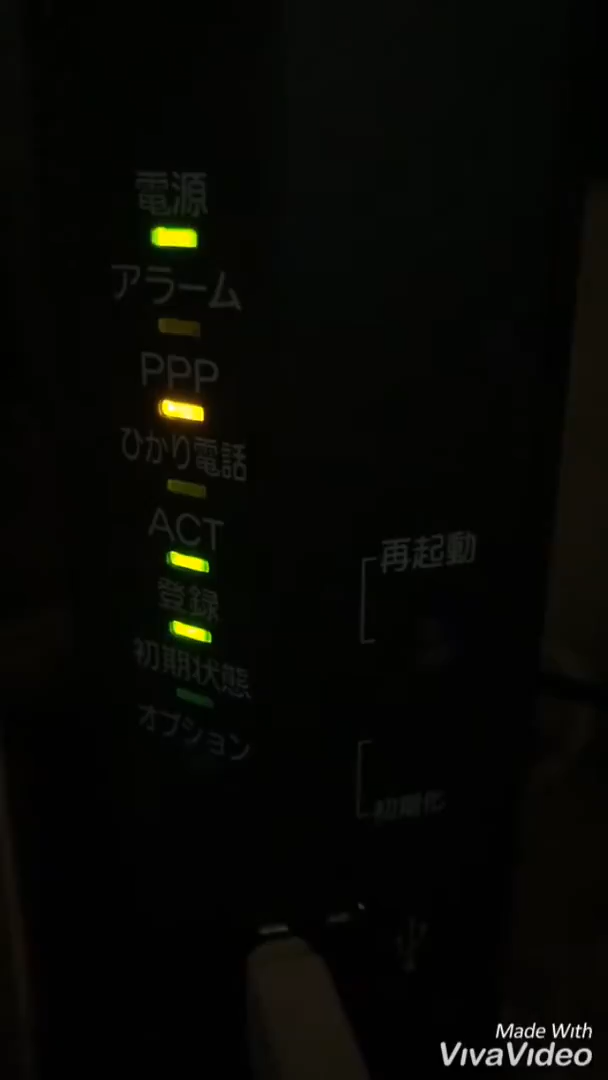 電源
アラーム
PPP
ひかり電話
ACT
登録
初期状態
オプション
再起動
初期化
Made With
VivaVideo